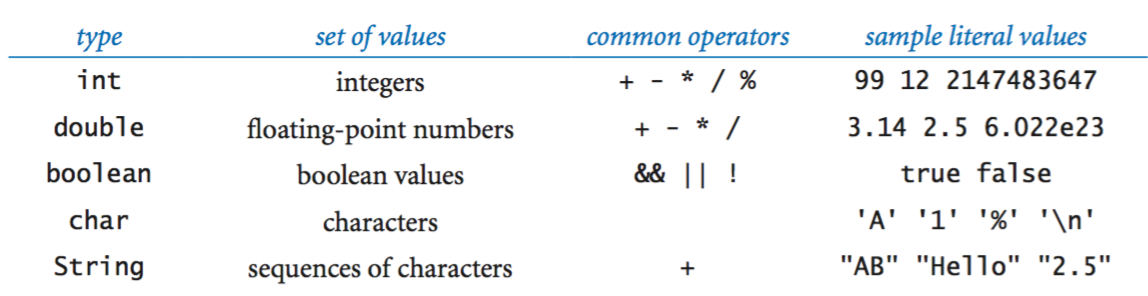 type set of values common operators sample literal values
int integers + - * / % 99 12 2147483647
double floating-point numbers + - * / 3.14 2.5 6.022e23
boolean boolean values && || ! true false
char characters 'A' '1' '%' '\n'
String sequences of characters + "AB" "Hello" "2.5"